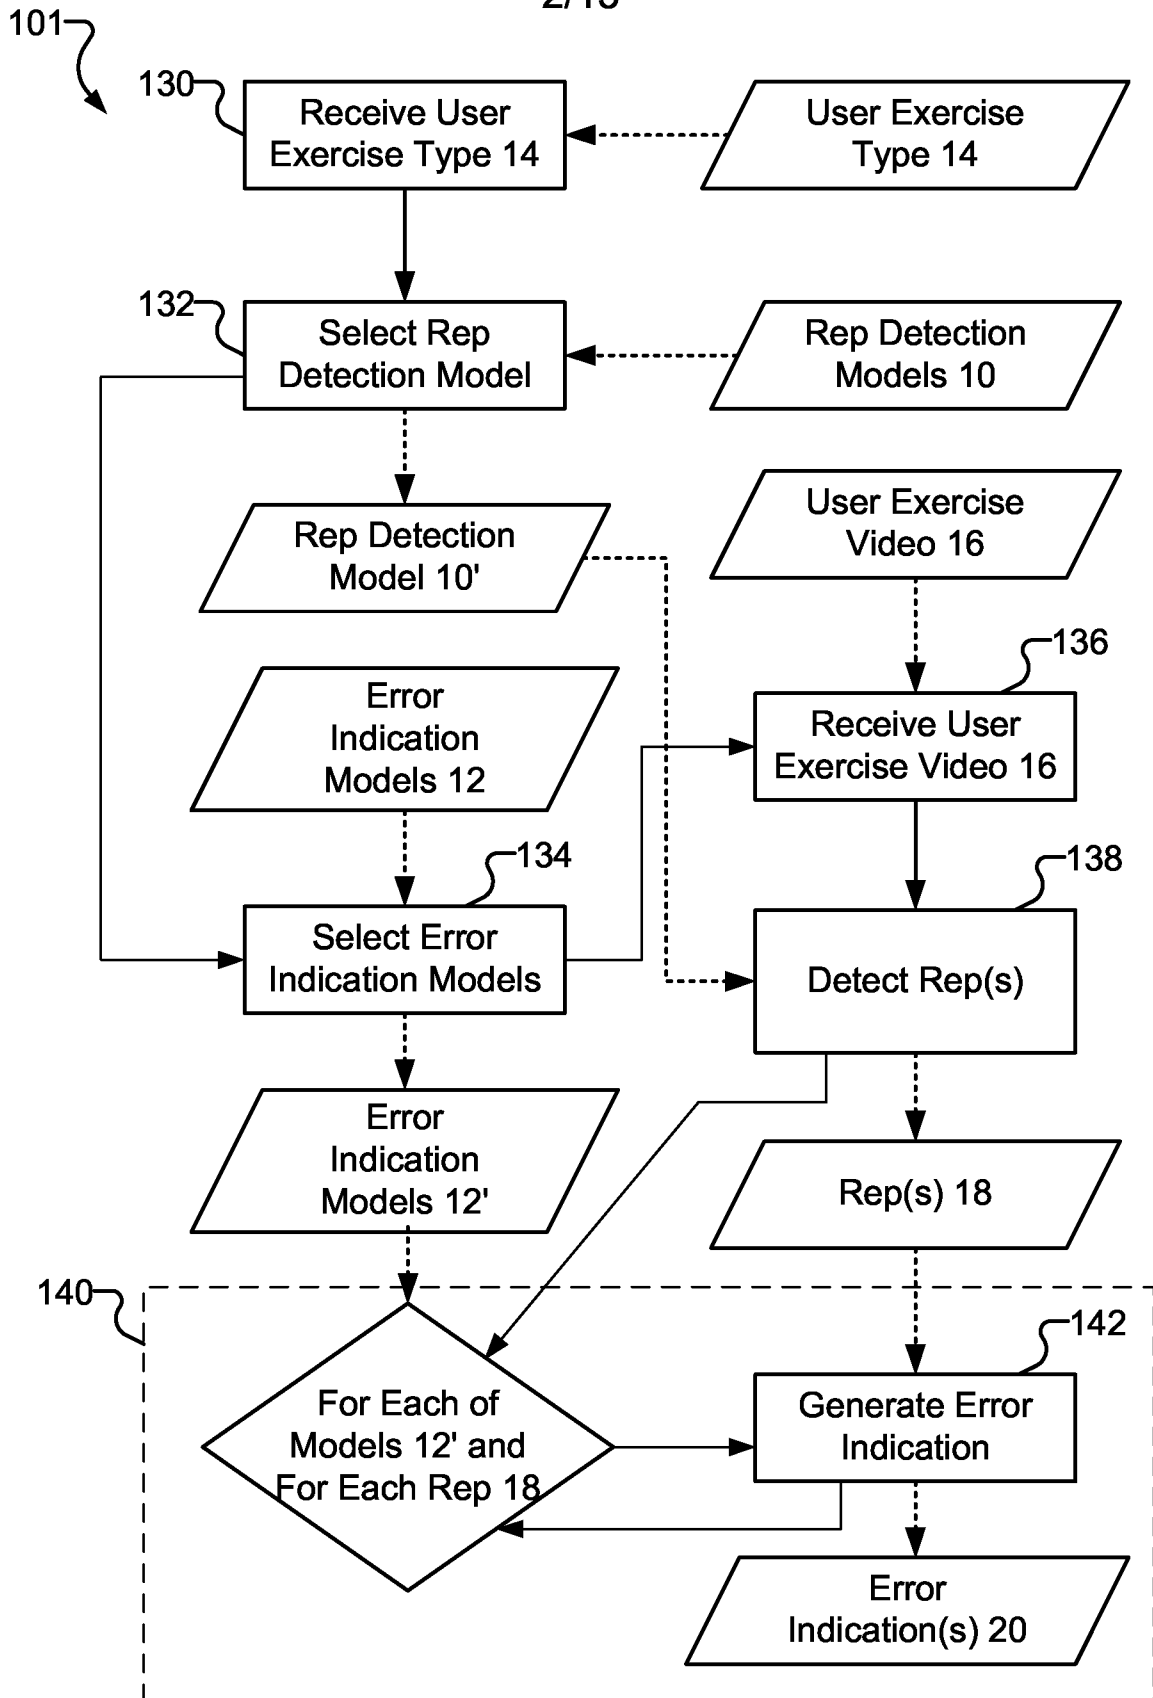 2/13
101
130
Receive User
Exercise Type 14
User Exercise
Type 14
132
Select Rep
Detection Model
Rep Detection
Models 10
Rep Detection
Model 10'
User Exercise
Video 16
136
Error
Indication
Models 12
Receive User
Exercise Video 16
134
138
Select Error
Indication Models
Detect Rep(s)
Error
Indication
Models 12'
Rep(s) 18
140
142
For Each of
Models 12' and
For Each Rep 18
Generate Error
Indication
Error
Indication(s) 20